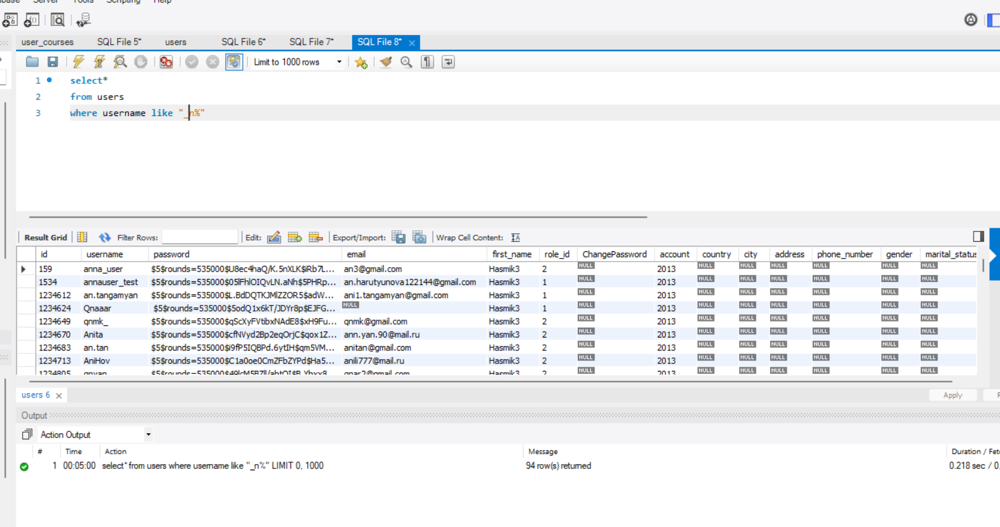 Server Tools Scripting Help
user_courses SQL File 5* users SQL File 6* SQL File 7* SQL File 8*
Limit to 1000 rows
1 select*
2 from users
3 where username like "_n%"
Result Grid Filter Rows: Edit: Export/Import: Wrap Cell Content:
id username password email first_name role_id ChangePassword account country city address phone_number gender marital_status
159 anna_user $5$rounds=535000$U8ec4haQ/K.5nXLK$iRb7L... an3@gmail.com Hasmik3 2 NULL 2013 NULL NULL NULL NULL NULL NULL
1534 annauser_test $5$rounds=535000$05lFhlOIQvLN.aNh$5PHRp... an.harutyunova122144@gmail.com Hasmik3 1 NULL 2013 NULL NULL NULL NULL NULL NULL
1234612 an.tangamyan $5$rounds=535000$L.BdDQTKJMlZZOR5$adW... ani1.tangamyan@gmail.com Hasmik3 1 NULL 2013 NULL NULL NULL NULL NULL NULL
1234624 Qnaaar $5$rounds=535000$5odQ1x6kT/JDYr8p$EJFG... NULL Hasmik3 1 NULL 2013 NULL NULL NULL NULL NULL NULL
1234649 qnmk_ $5$rounds=535000$qScXyFVtibxNAdE8$xH9Fu... qnmk@gmail.com Hasmik3 2 NULL 2013 NULL NULL NULL NULL NULL NULL
1234670 Anita $5$rounds=535000$cfNVyd2Bp2eqOrjC$qox1Z... ann.yan.90@mail.ru Hasmik3 2 NULL 2013 NULL NULL NULL NULL NULL NULL
1234683 an.tan $5$rounds=535000$i9fP5IQBPd.6ytIH$qm5VM... anitan@gmail.com Hasmik3 2 NULL 2013 NULL NULL NULL NULL NULL NULL
1234713 AniHov $5$rounds=535000$C1a0oe0CmZFbZYPd$Ha5... anili777@mail.ru Hasmik3 2 NULL 2013 NULL NULL NULL NULL NULL NULL
1234805 qnyan qnar2@gmail.com Hasmik3 2 NULL 2013 NULL NULL NULL NULL NULL NULL
users 6 Apply
Output
Action Output
# Time Action Message Duration /
1 00:05:00 select* from users where username like "_n%" LIMIT 0, 1000 94 row(s) returned 0.218 sec / 0.